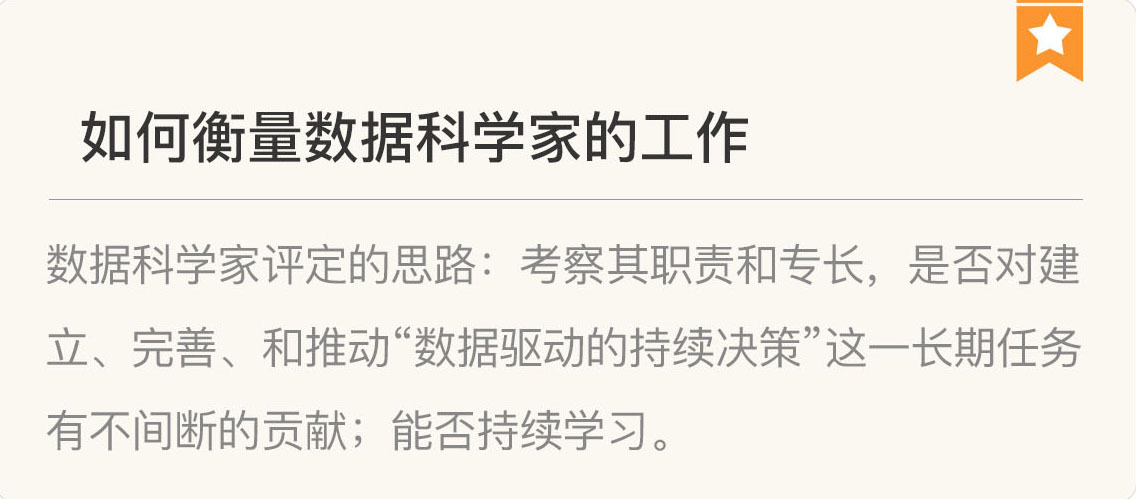 如何衡量数据科学家的工作
数据科学家评定的思路：考察其职责和专长，是否对建
立、完善、和推动“数据驱动的持续决策”这一长期任务
有不间断的贡献；能否持续学习。